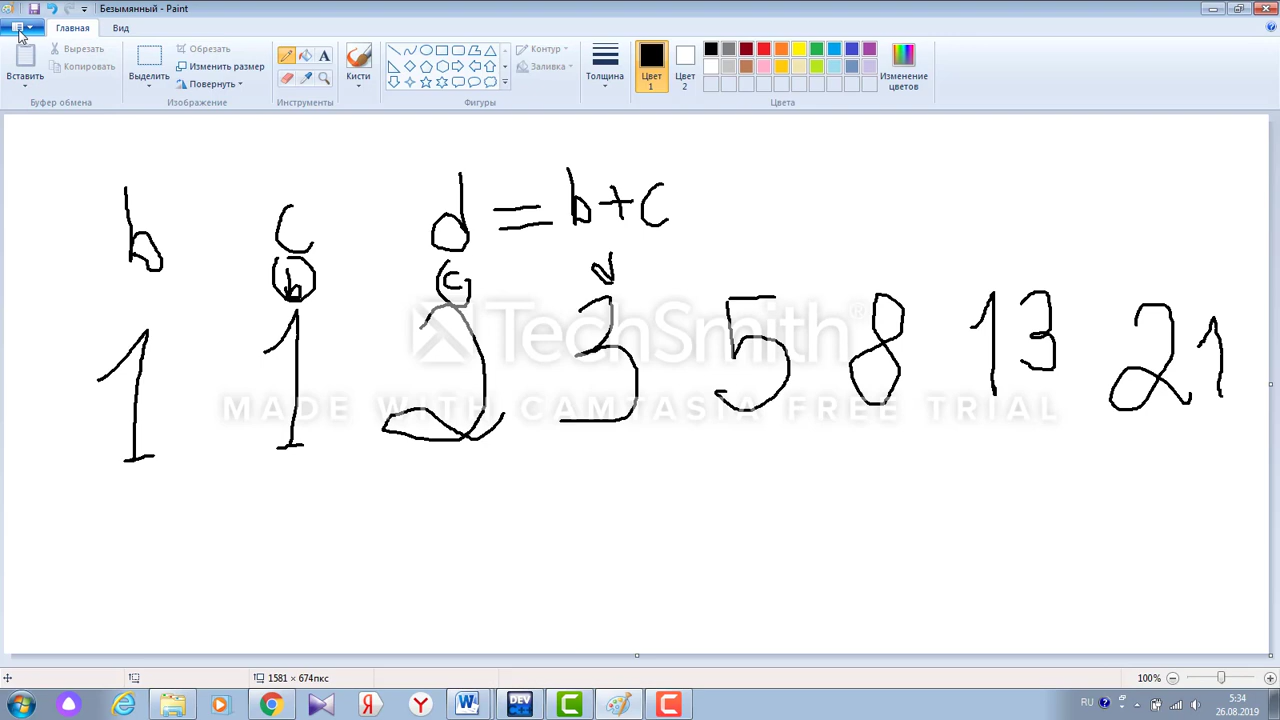 Безымянный - Paint
Главная
Вид
Вставить
Вырезать
Копировать
Буфер обмена
Выделить
Обрезать
Изменить размер
Повернуть
Изображение
Инструменты
Кисти
Контур
Заливка
Фигуры
Толщина
Цвет 1
Цвет 2
Изменение цветов
Цвета
b c d = b+c
b c
1 1 2 3 5 8 13 21
TechSmith®
MADE WITH CAMTASIA FREE TRIAL
1581 × 674пкс
100%
W DEV
RU
5:34
26.08.2019